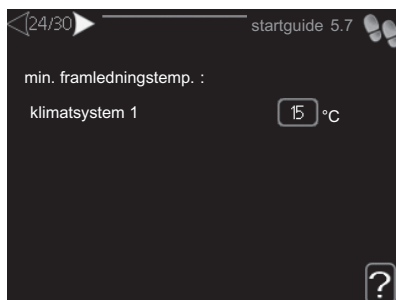 24/30 startguide 5.7
min. framledningstemp. :
klimatsystem 1 15 °C
?